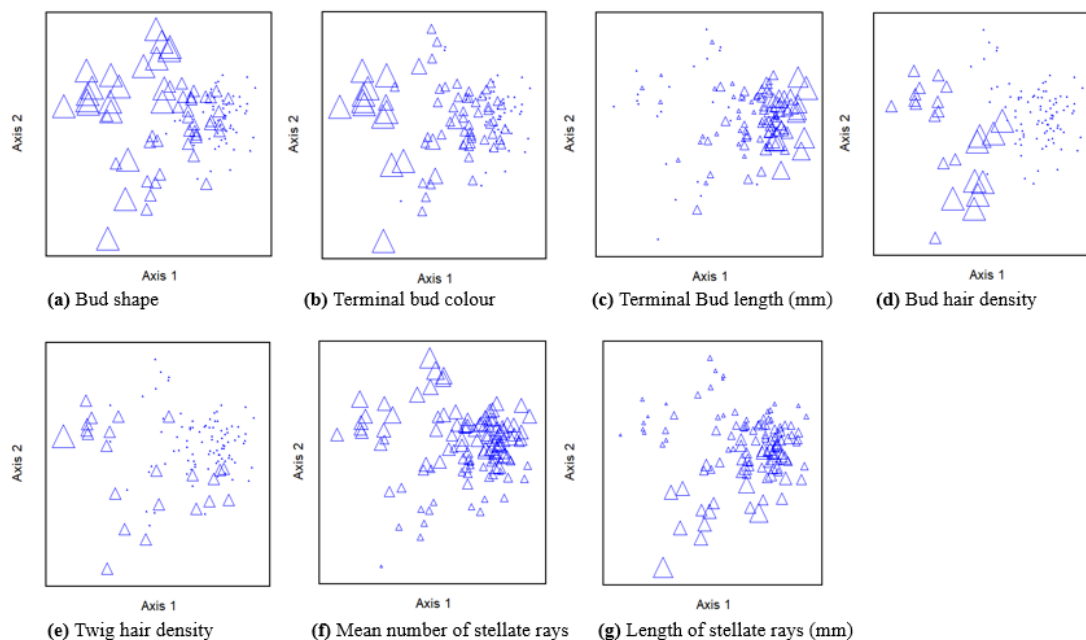 Axis 2
Axis 1
(a) Bud shape
Axis 2
Axis 1
(b) Terminal bud colour
Axis 2
Axis 1
(c) Terminal Bud length (mm)
Axis 2
Axis 1
(d) Bud hair density
Axis 2
Axis 1
(e) Twig hair density
Axis 2
Axis 1
(f) Mean number of stellate rays
Axis 2
Axis 1
(g) Length of stellate rays (mm)